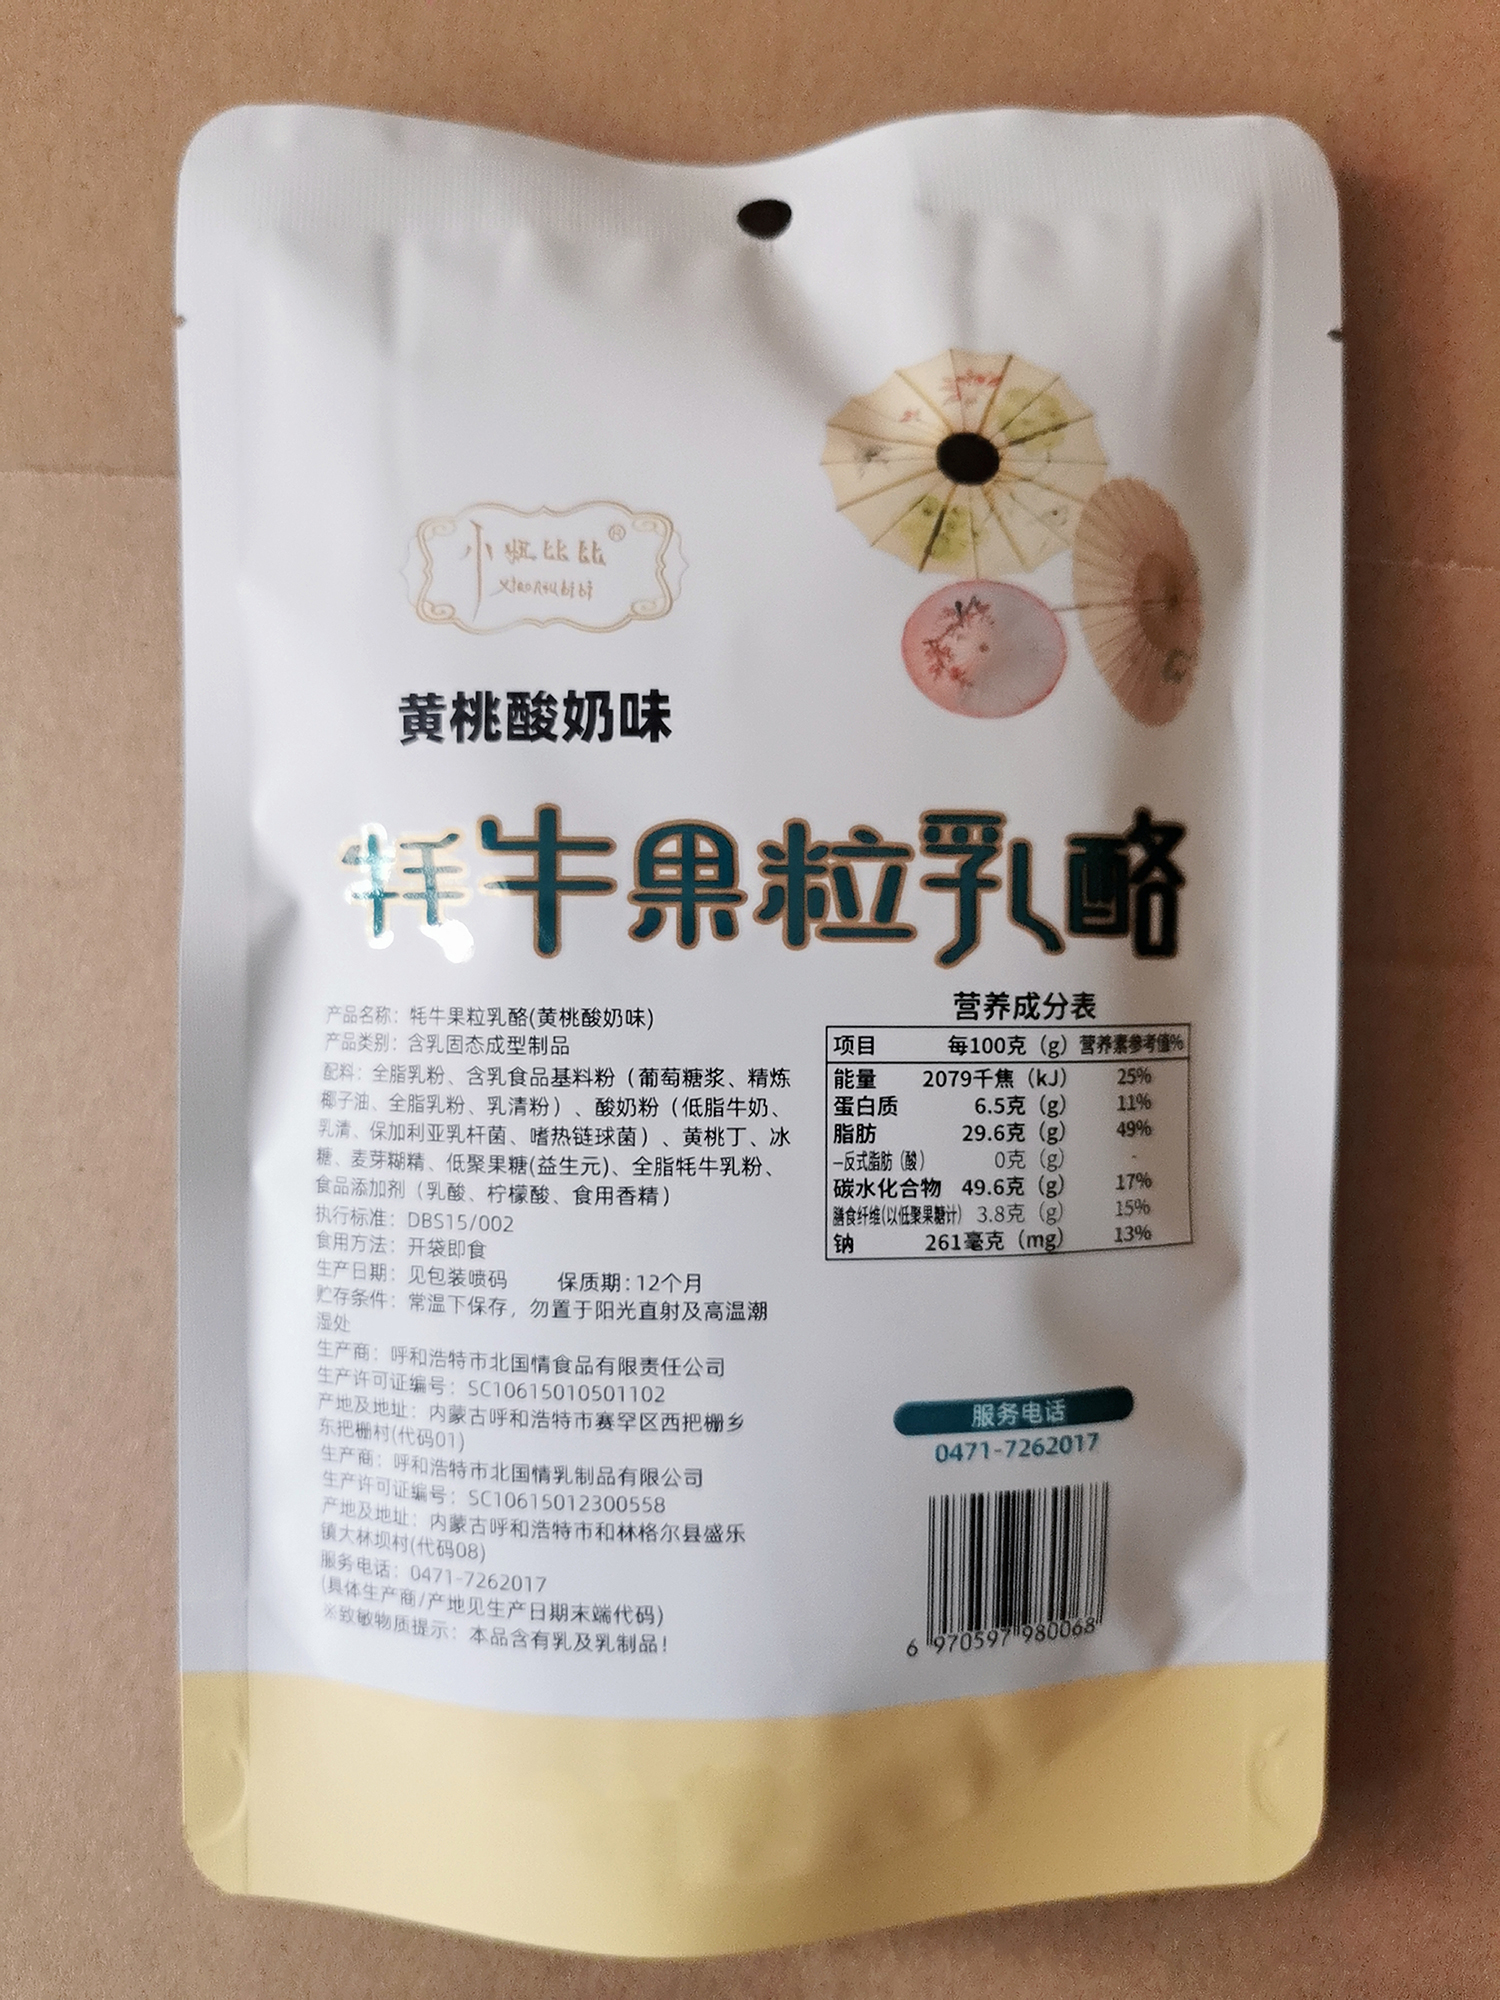 黄桃酸奶味
牦牛果粒乳酪
产品名称：牦牛果粒乳酪(黄桃酸奶味)
产品类别：含乳固态成型制品
配料：全脂乳粉、含乳食品基料粉（葡萄糖浆、精炼
椰子油、全脂乳粉、乳清粉）、酸奶粉（低脂牛奶、
乳清、保加利亚乳杆菌、嗜热链球菌）、黄桃丁、冰
糖、麦芽糊精、低聚果糖(益生元)、全脂牦牛乳粉、
食品添加剂（乳酸、柠檬酸、食用香精）
执行标准：DBS15/002
食用方法：开袋即食
生产日期：见包装喷码 保质期:12个月
贮存条件：常温下保存，勿置于阳光直射及高温潮
湿处
生产商：呼和浩特市北国情食品有限责任公司
生产许可证编号：SC10615010501102
产地及地址：内蒙古呼和浩特市赛罕区西把栅乡
东把栅村(代码01)
生产商：呼和浩特市北国情乳制品有限公司
生产许可证编号：SC10615012300558
产地及地址：内蒙古呼和浩特市和林格尔县盛乐
镇大林坝村(代码08)
服务电话：0471-7262017
(具体生产商/产地见生产日期末端代码)
※致敏物质提示：本品含有乳及乳制品!
营养成分表
项目 每100克（g） 营养素参考值%
能量 2079千焦（kJ） 25%
蛋白质 6.5克（g） 11%
脂肪 29.6克（g） 49%
—反式脂肪（酸） 0克（g） -
碳水化合物 49.6克（g） 17%
膳食纤维(以低聚果糖计) 3.8克（g） 15%
钠 261毫克（mg） 13%
服务电话
0471-7262017
6 970597 980068